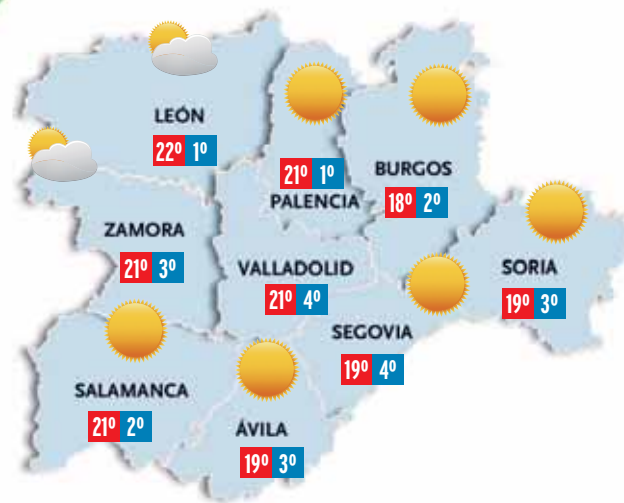 LEÓN
22º 1º
21º 1º
PALENCIA
BURGOS
18º 2º
ZAMORA
21º 3º
VALLADOLID
21º 4º
SORIA
19º 3º
SEGOVIA
19º 4º
SALAMANCA
21º 2º
ÁVILA
19º 3º